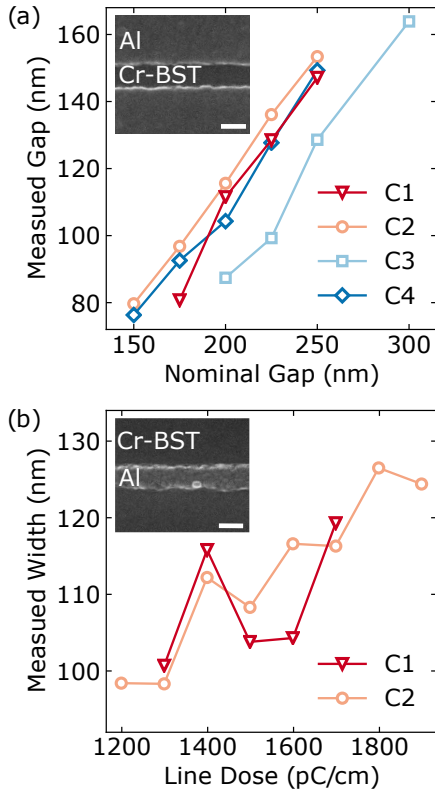 (a)
Measued Gap (nm)
160
140
120
100
80
Al
Cr-BST
C1
C2
C3
C4
150
200
250
300
Nominal Gap (nm)
(b)
Measued Width (nm)
130
120
110
100
Cr-BST
Al
C1
C2
1200
1400
1600
1800
Line Dose (pC/cm)